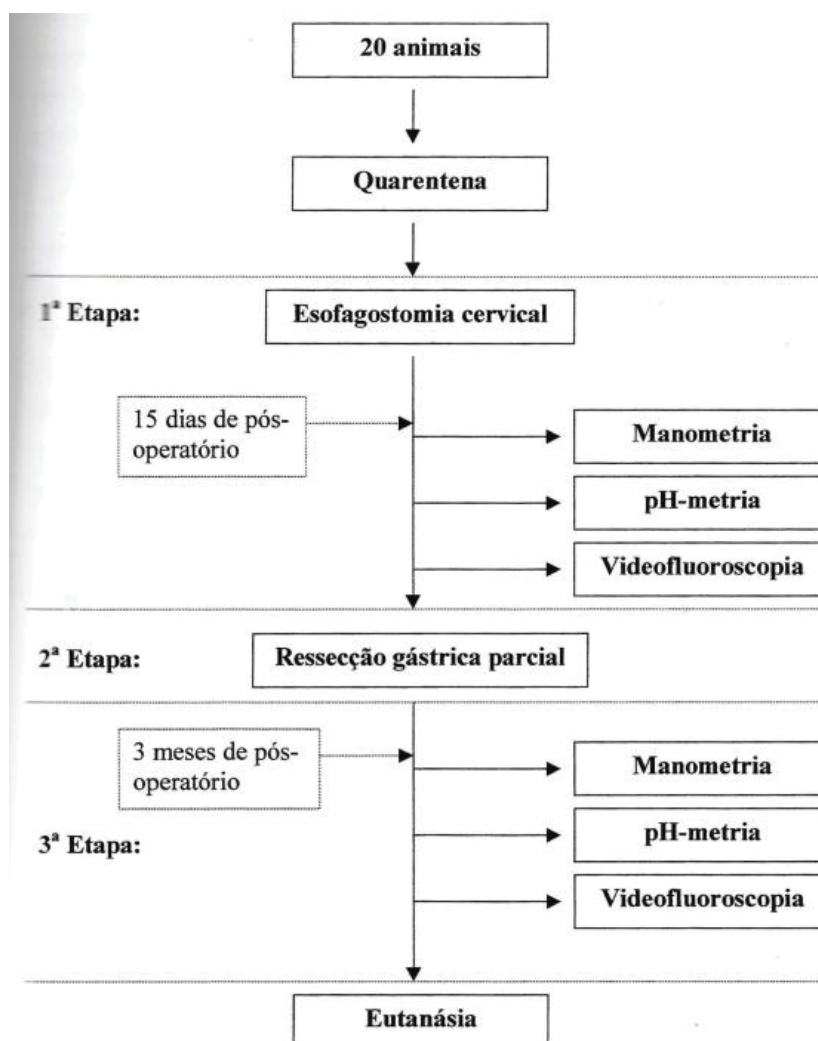 20 animais
Quarentena
1ª Etapa:
Esofagostomia cervical
15 dias de pós-
operatório
Manometria
pH-metria
Videofluoroscopia
2ª Etapa:
Ressecção gástrica parcial
3 meses de pós-
operatório
Manometria
pH-metria
3ª Etapa:
Videofluoroscopia
Eutanásia